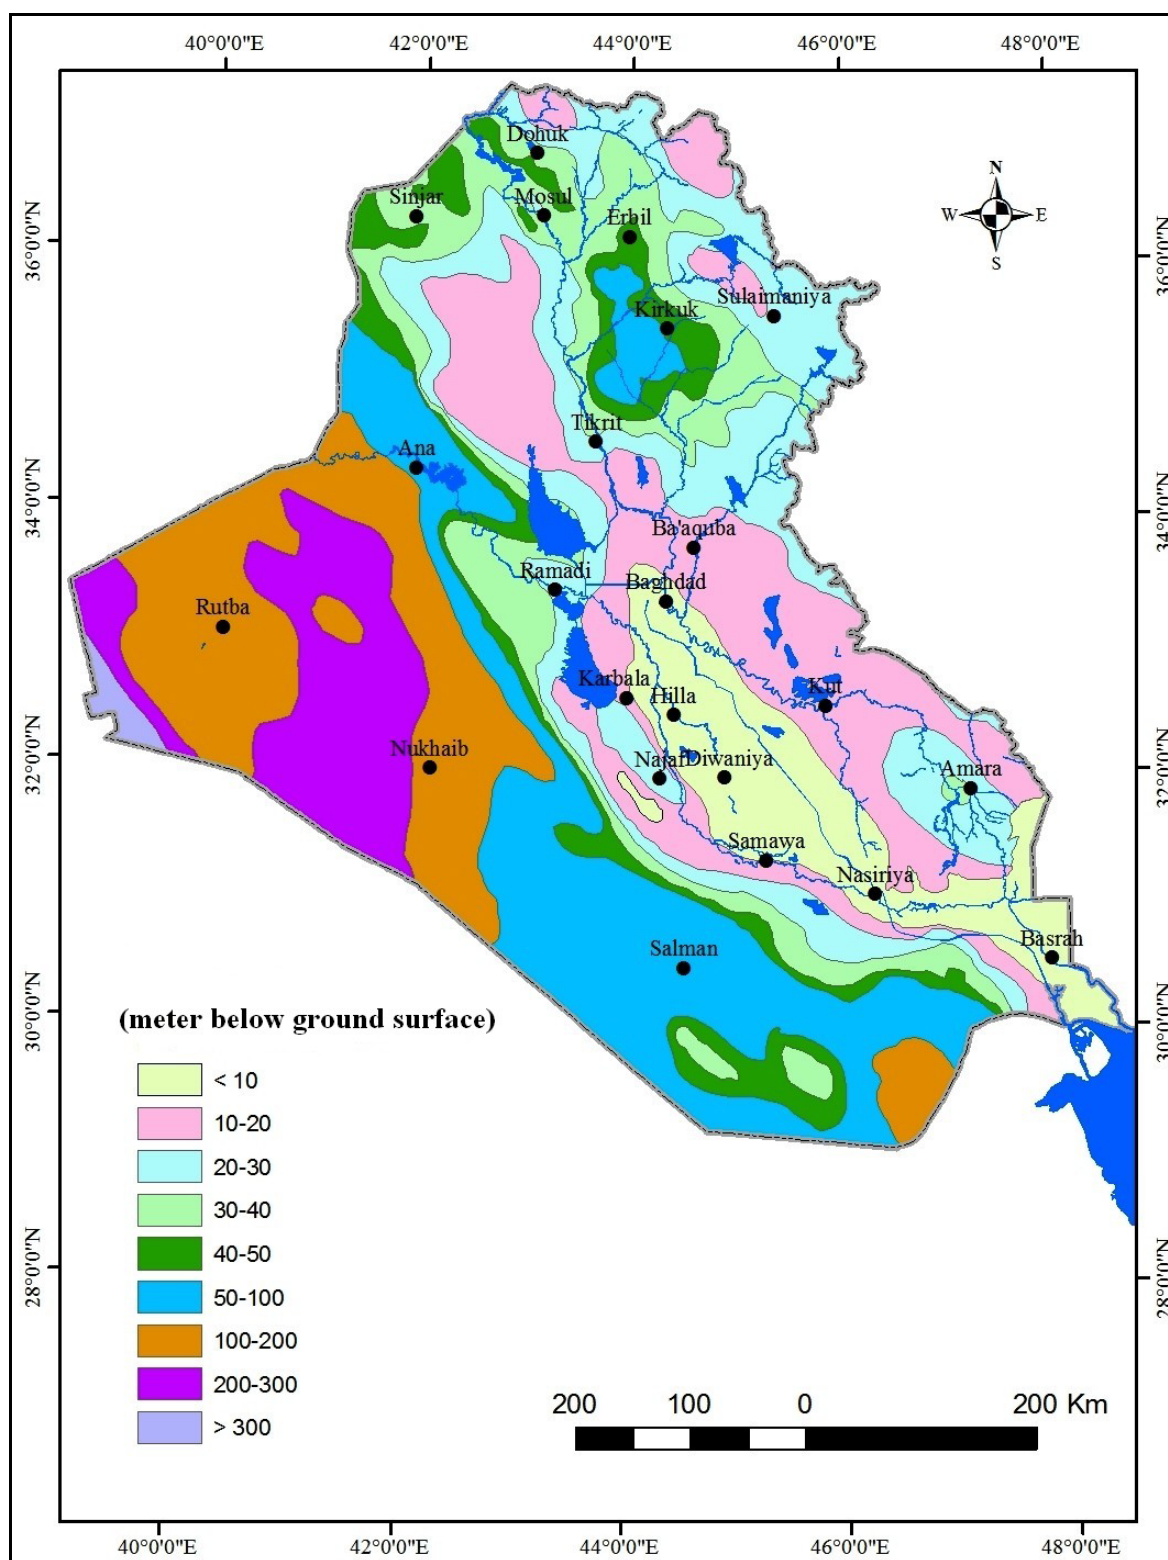 40°0'0"E 42°0'0"E 44°0'0"E 46°0'0"E 48°0'0"E
36°0'0"N
34°0'0"N
32°0'0"N
30°0'0"N
28°0'0"N
36°0'0"N
34°0'0"N
32°0'0"N
30°0'0"N
28°0'0"N
N
W E
S
Dohuk
Sinjar
Mosul
Erbil
Sulaimaniya
Kirkuk
Tikrit
Ana
Ba'aquba
Ramadi
Baghdad
Rutba
Karbala
Hilla
Kut
Nukhaib
Najaf
Diwaniya
Amara
Samawa
Nasiriya
Salman
Basrah
(meter below ground surface)
< 10
10-20
20-30
30-40
40-50
50-100
100-200
200-300
> 300
200 100 0 200 Km
40°0'0"E 42°0'0"E 44°0'0"E 46°0'0"E 48°0'0"E